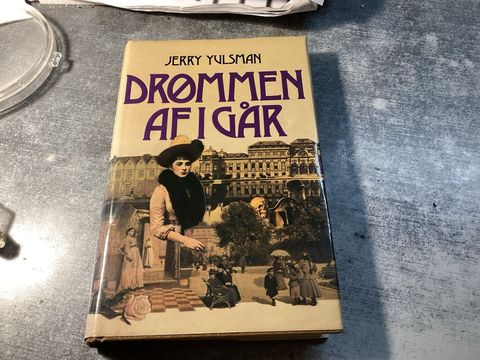 JERRY YULSMAN
DRØMMEN
AF I GÅR